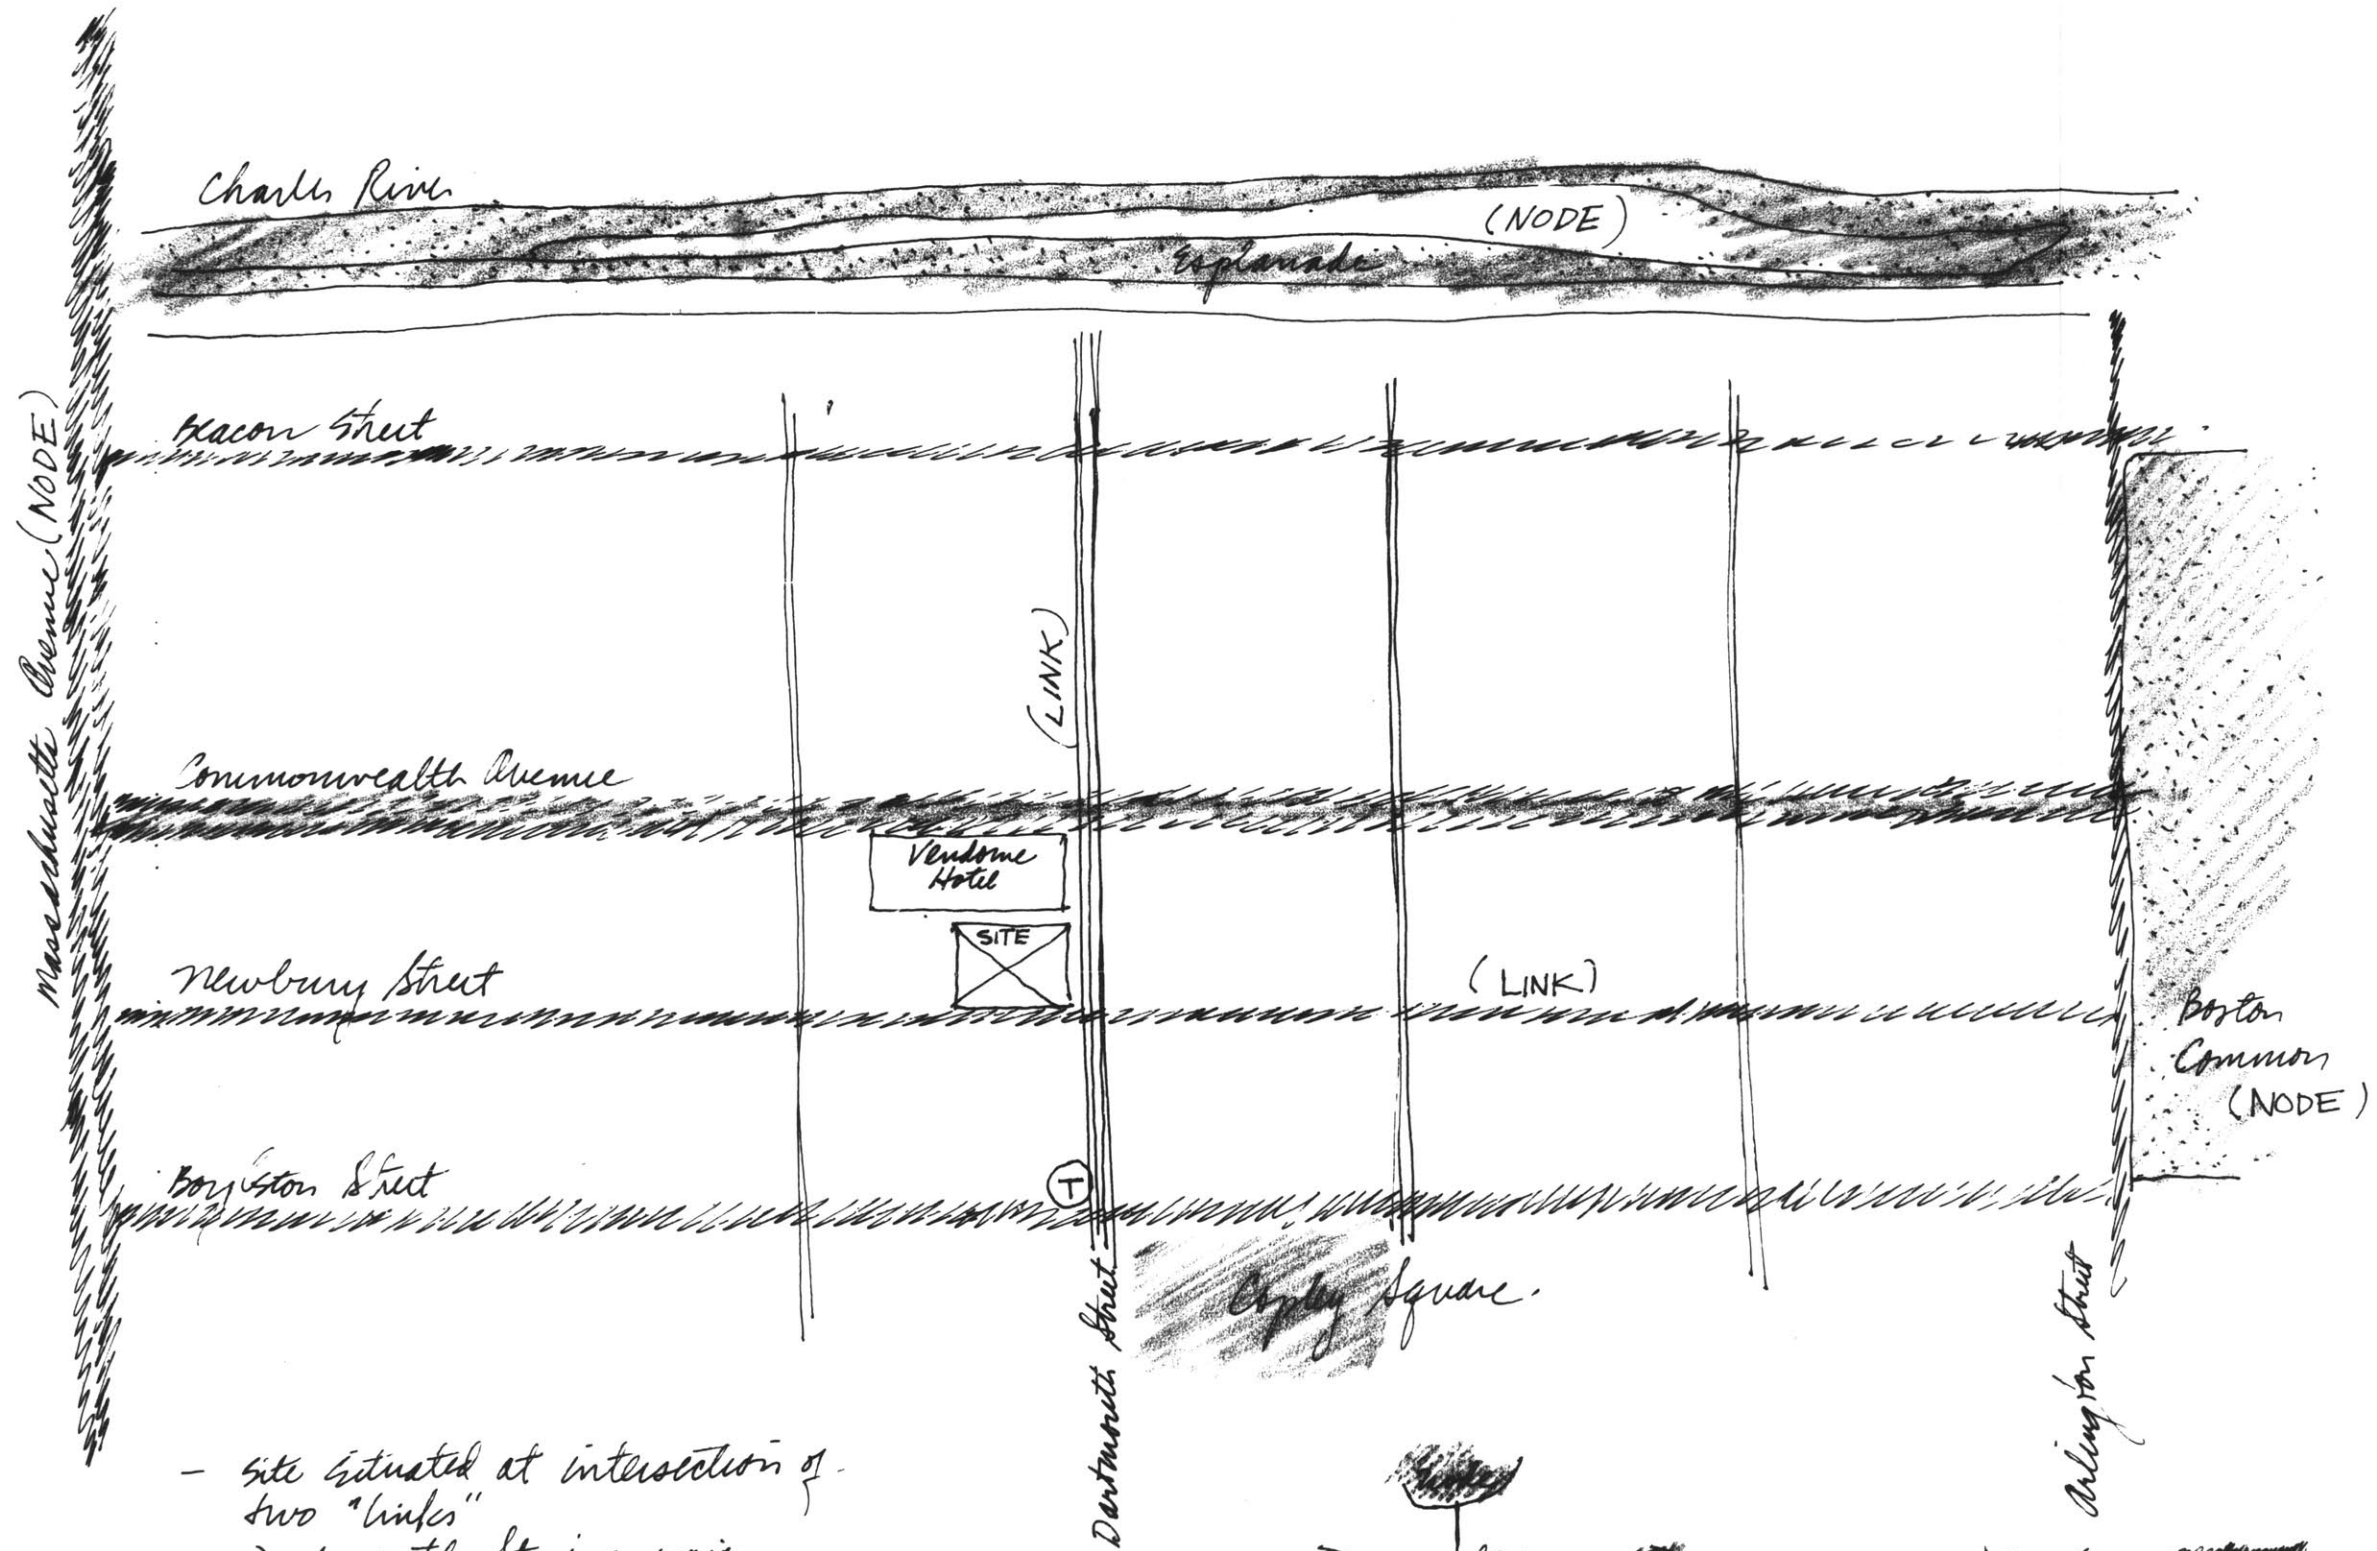 Charles River
(NODE)
Esplanade
Massachusetts Avenue (NODE)
Beacon Street
(LINK)
Commonwealth Avenue
Vendome
Hotel
SITE
Newbury Street
(LINK)
Boston
Common
(NODE)
Boylston Street
T
Copley Square.
Dartmouth Street
Arlington Street
- Site situated at intersection of
two "links"